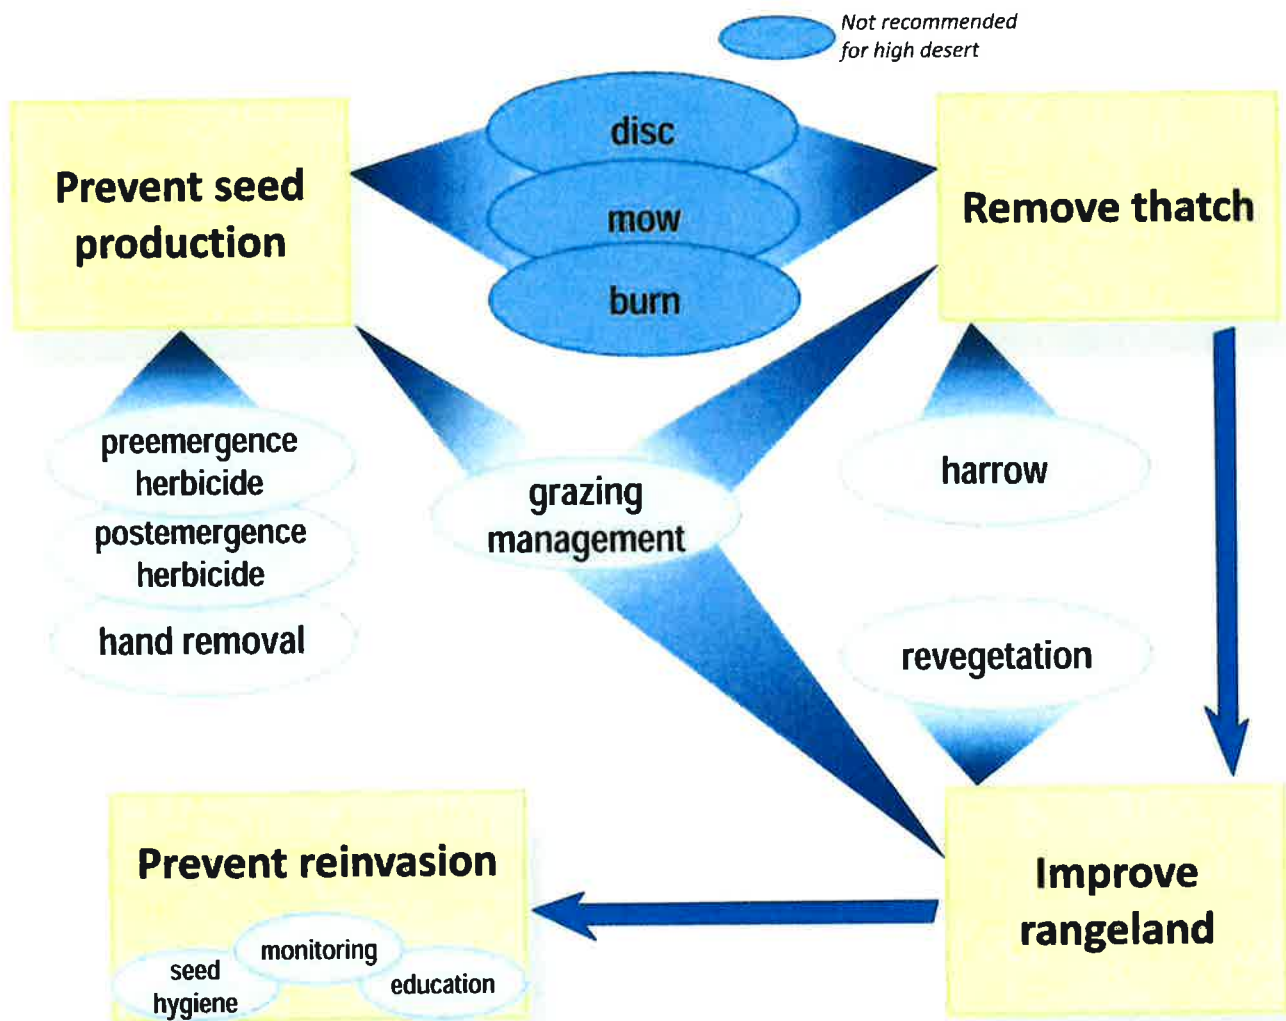 Not recommended
for high desert
disc
mow
burn
Prevent seed
production
Remove thatch
preemergence
herbicide
postemergence
herbicide
hand removal
grazing
management
harrow
revegetation
Prevent reinvasion
monitoring
seed
hygiene
education
Improve
rangeland